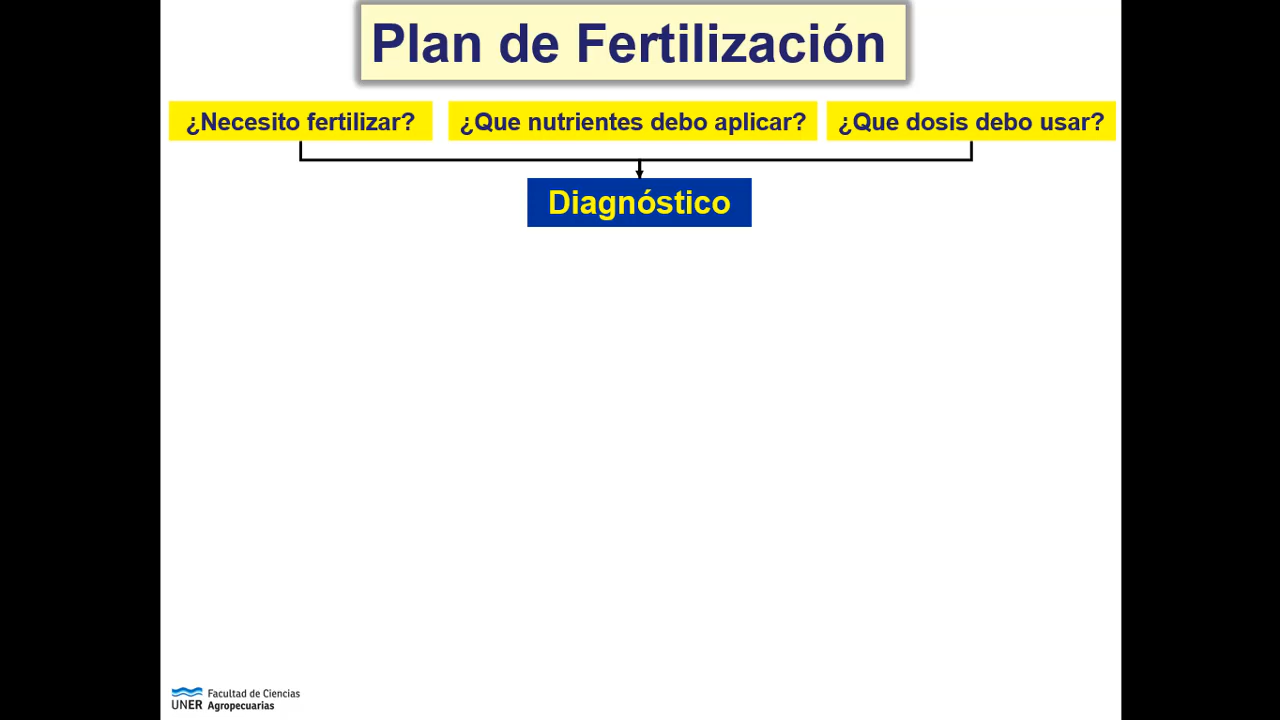 Plan de Fertilización
¿Necesito fertilizar?
¿Que nutrientes debo aplicar?
¿Que dosis debo usar?
Diagnóstico
UNER
Facultad de Ciencias
Agropecuarias